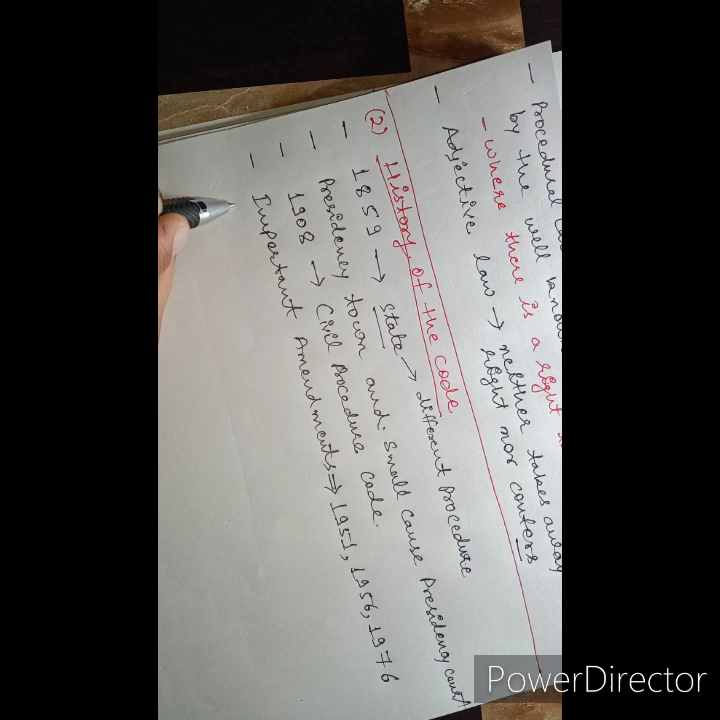 - Procedural
by the well known
- where there is a right
- Adjective law → neither takes away
right nor confers
(2) History of the code
- 1859 → State → different procedure
- Presidency town and small cause Presidency court
- 1908 → Civil Procedure code.
- Important Amendments ⇒ 1951, 1956, 1976
PowerDirector